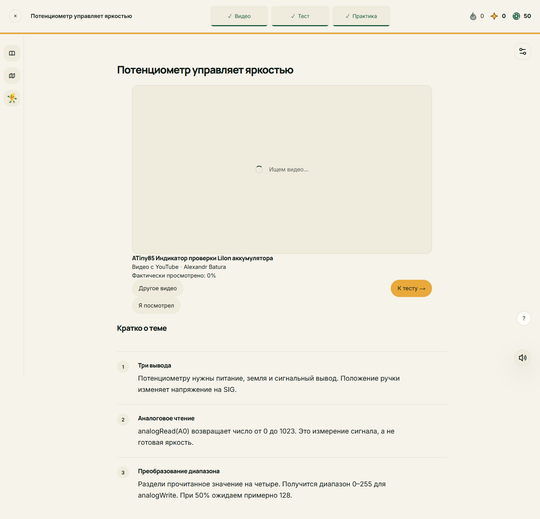 ×
Потенциометр управляет яркостью
✓ Видео
✓ Тест
✓ Практика
0
0
50
Потенциометр управляет яркостью
Ищем видео...
ATiny85 Индикатор проверки LiIon аккумулятора
Видео с YouTube · Alexandr Batura
Фактически просмотрено: 0%
Другое видео
К тесту →
Я посмотрел
?
Кратко о теме
1
Три вывода
Потенциометру нужны питание, земля и сигнальный вывод. Положение ручки
изменяет напряжение на SIG.
2
Аналоговое чтение
analogRead(A0) возвращает число от 0 до 1023. Это измерение сигнала, а не
готовая яркость.
3
Преобразование диапазона
Раздели прочитанное значение на четыре. Получится диапазон 0–255 для
analogWrite. При 50% ожидаем примерно 128.